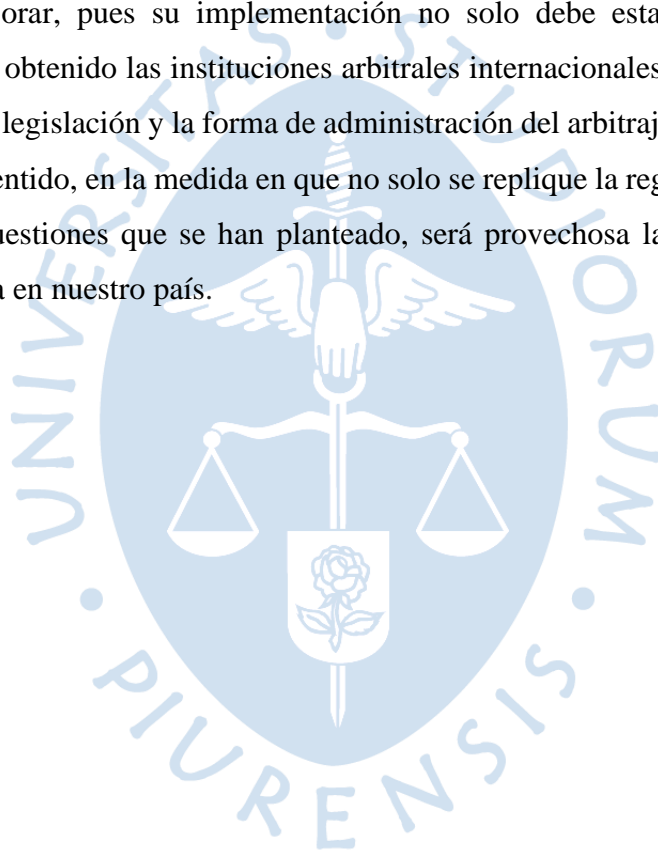 orar, pues su implementación no solo debe esta
obtenido las instituciones arbitrales internacionales
legislación y la forma de administración del arbitraj
entido, en la medida en que no solo se replique la reg
uestiones que se han planteado, será provechosa la
a en nuestro país.
UNIVERSITAS • STUDIORUM • PIURENSIS •